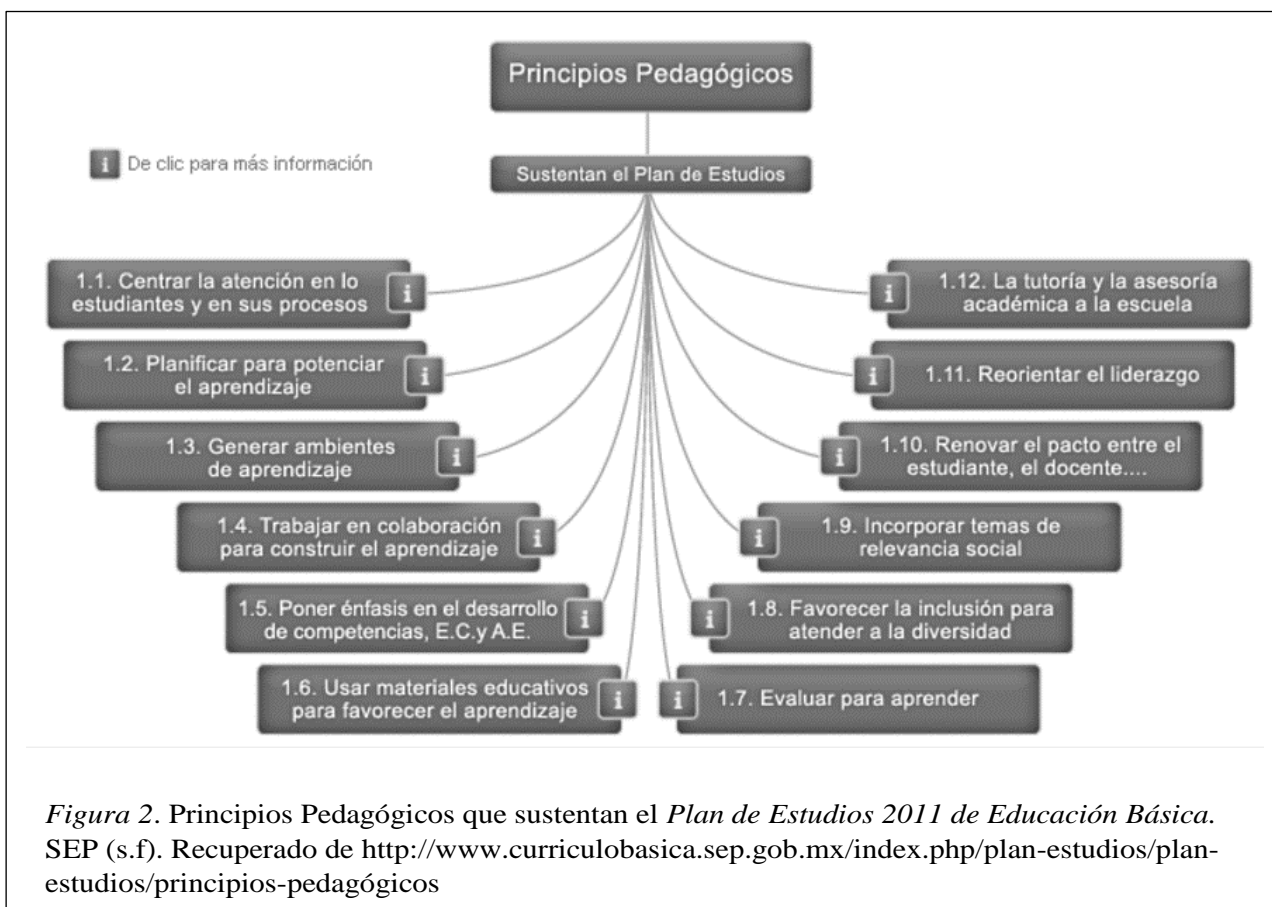 Principios Pedagógicos
i De clic para más información
Sustentan el Plan de Estudios
1.1. Centrar la atención en lo
estudiantes y en sus procesos
i
1.2. Planificar para potenciar
el aprendizaje
i
1.3. Generar ambientes
de aprendizaje
i
1.4. Trabajar en colaboración
para construir el aprendizaje
i
1.5. Poner énfasis en el desarrollo
de competencias, E.C.y A.E.
i
1.6. Usar materiales educativos
para favorecer el aprendizaje
i
i
1.12. La tutoría y la asesoría
académica a la escuela
i
1.11. Reorientar el liderazgo
i
1.10. Renovar el pacto entre el
estudiante, el docente....
i
1.9. Incorporar temas de
relevancia social
i
1.8. Favorecer la inclusión para
atender a la diversidad
i
1.7. Evaluar para aprender
Figura 2. Principios Pedagógicos que sustentan el Plan de Estudios 2011 de Educación Básica.
SEP (s.f). Recuperado de http://www.curriculobasica.sep.gob.mx/index.php/plan-estudios/plan-
estudios/principios-pedagógicos